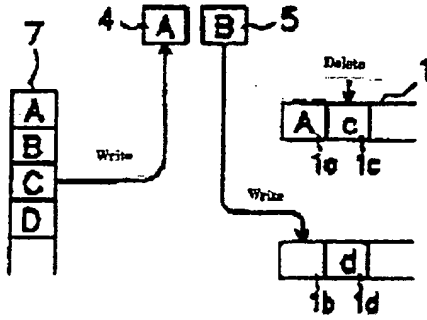 4 A B 5
7
Delete
1
A
B
C
D
A c
1a 1c
Write
Write
d
1b 1d